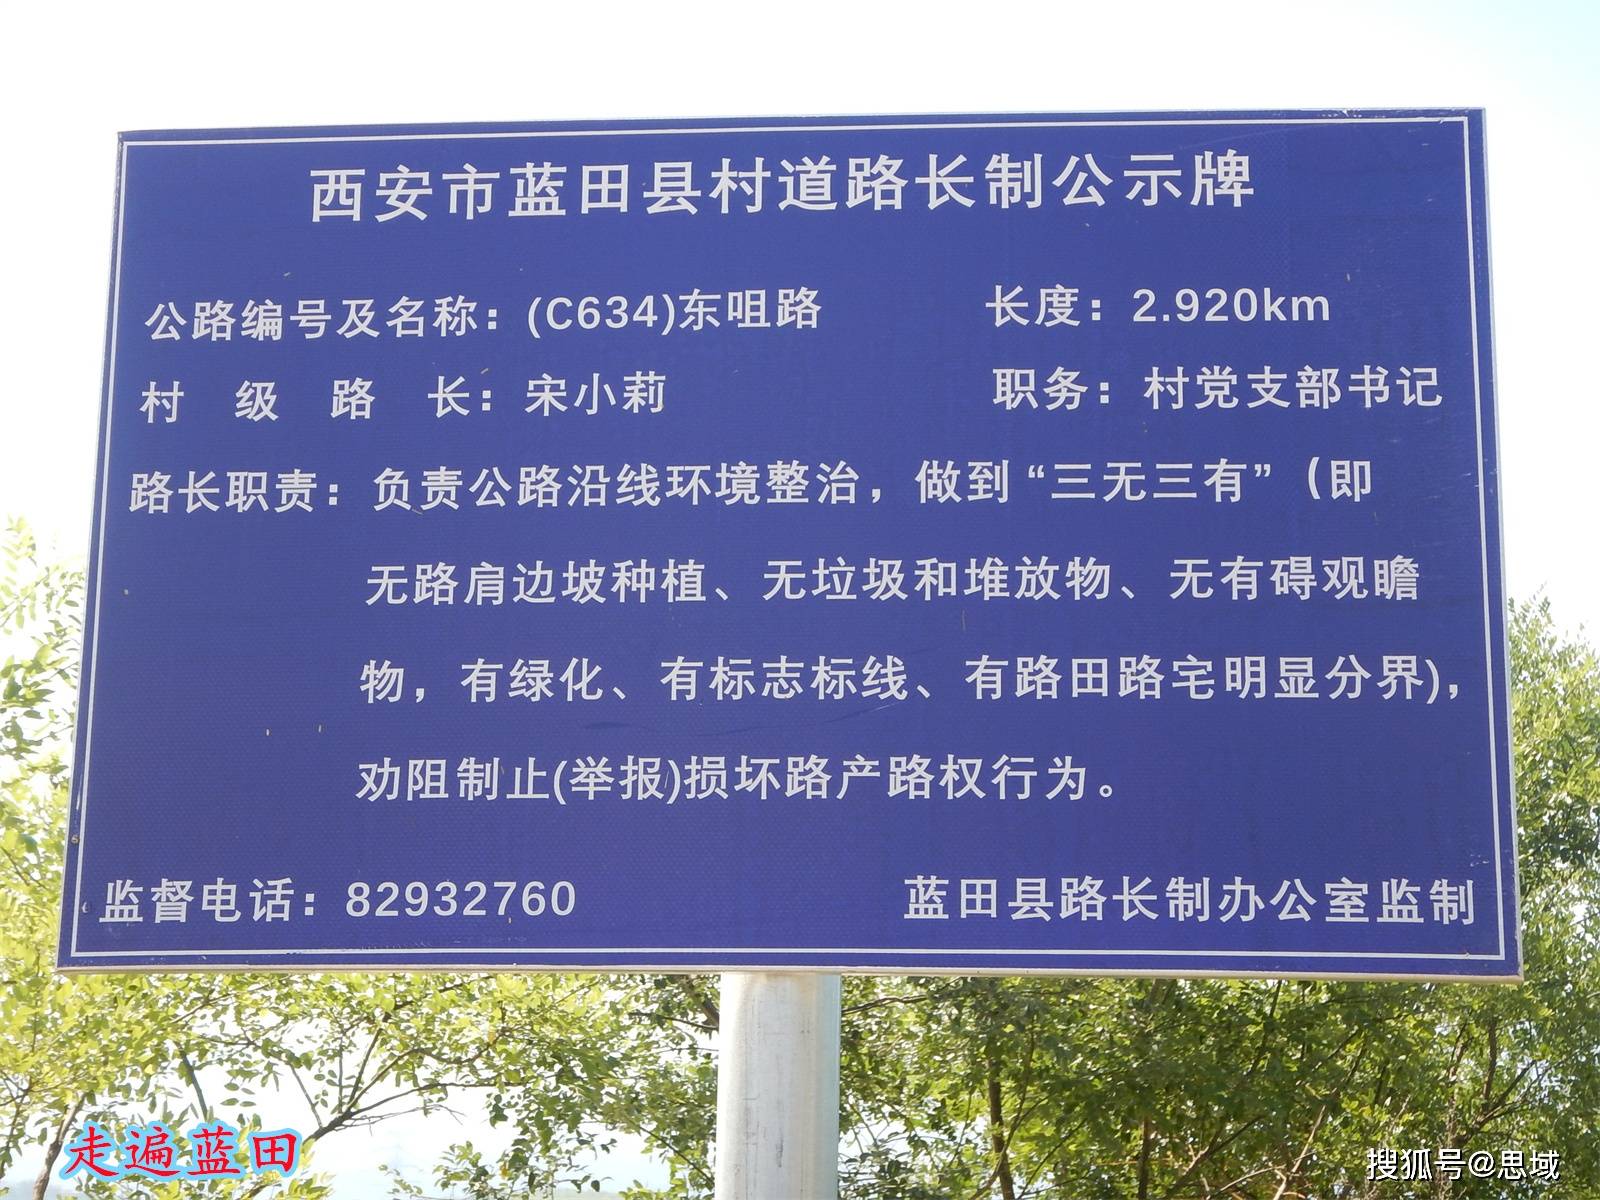 西安市蓝田县村道路长制公示牌
公路编号及名称：(C634)东咀路 长度：2.920km
村级路长：宋小莉 职务：村党支部书记
路长职责：负责公路沿线环境整治，做到“三无三有”（即
无路肩边坡种植、无垃圾和堆放物、无有碍观瞻
物，有绿化、有标志标线、有路田路宅明显分界)，
劝阻制止(举报)损坏路产路权行为。
监督电话：82932760 蓝田县路长制办公室监制
走遍蓝田
搜狐号@思域